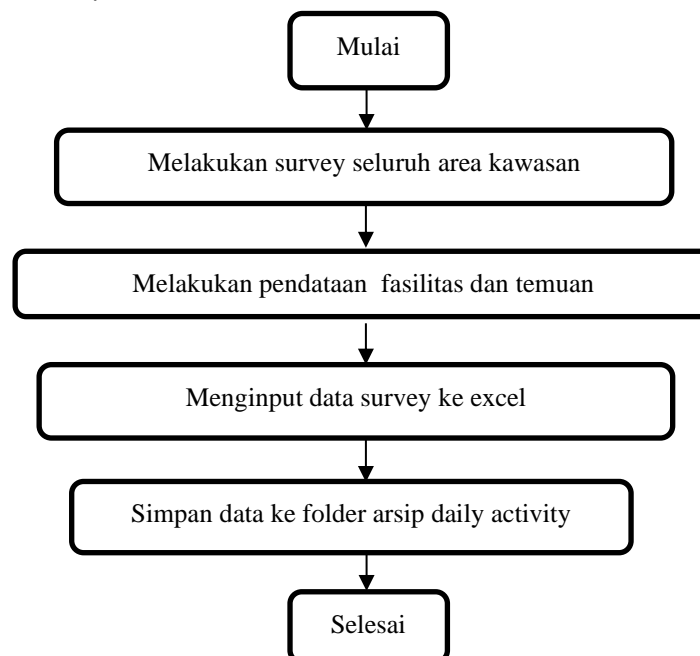 Mulai
Melakukan survey seluruh area kawasan
Melakukan pendataan  fasilitas dan temuan
Menginput data survey ke excel
Simpan data ke folder arsip daily activity
Selesai